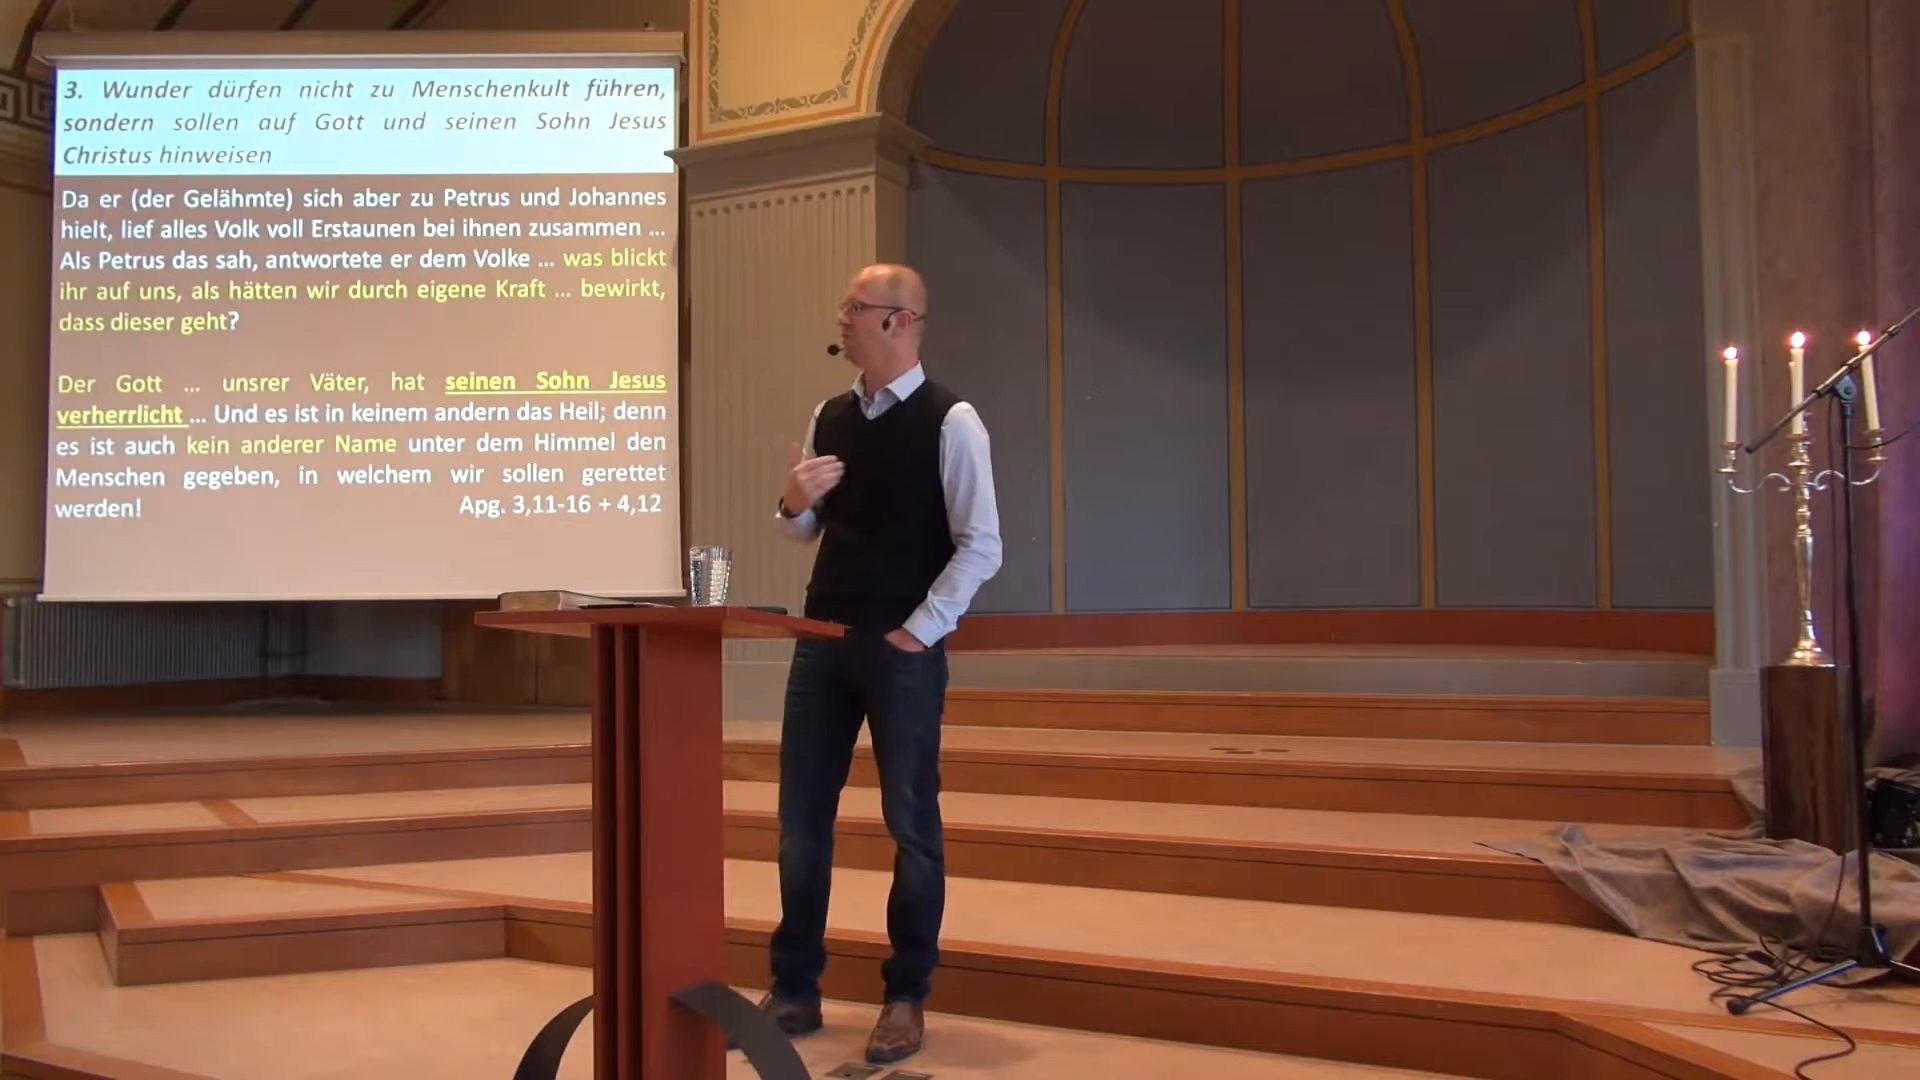 3. Wunder dürfen nicht zu Menschenkult führen,
sondern sollen auf Gott und seinen Sohn Jesus
Christus hinweisen
Da er (der Gelähmte) sich aber zu Petrus und Johannes
hielt, lief alles Volk voll Erstaunen bei ihnen zusammen ...
Als Petrus das sah, antwortete er dem Volke ... was blickt
ihr auf uns, als hätten wir durch eigene Kraft ... bewirkt,
dass dieser geht?
Der Gott ... unsrer Väter, hat seinen Sohn Jesus
verherrlicht ... Und es ist in keinem andern das Heil; denn
es ist auch kein anderer Name unter dem Himmel den
Menschen gegeben, in welchem wir sollen gerettet
werden! Apg. 3,11-16 + 4,12